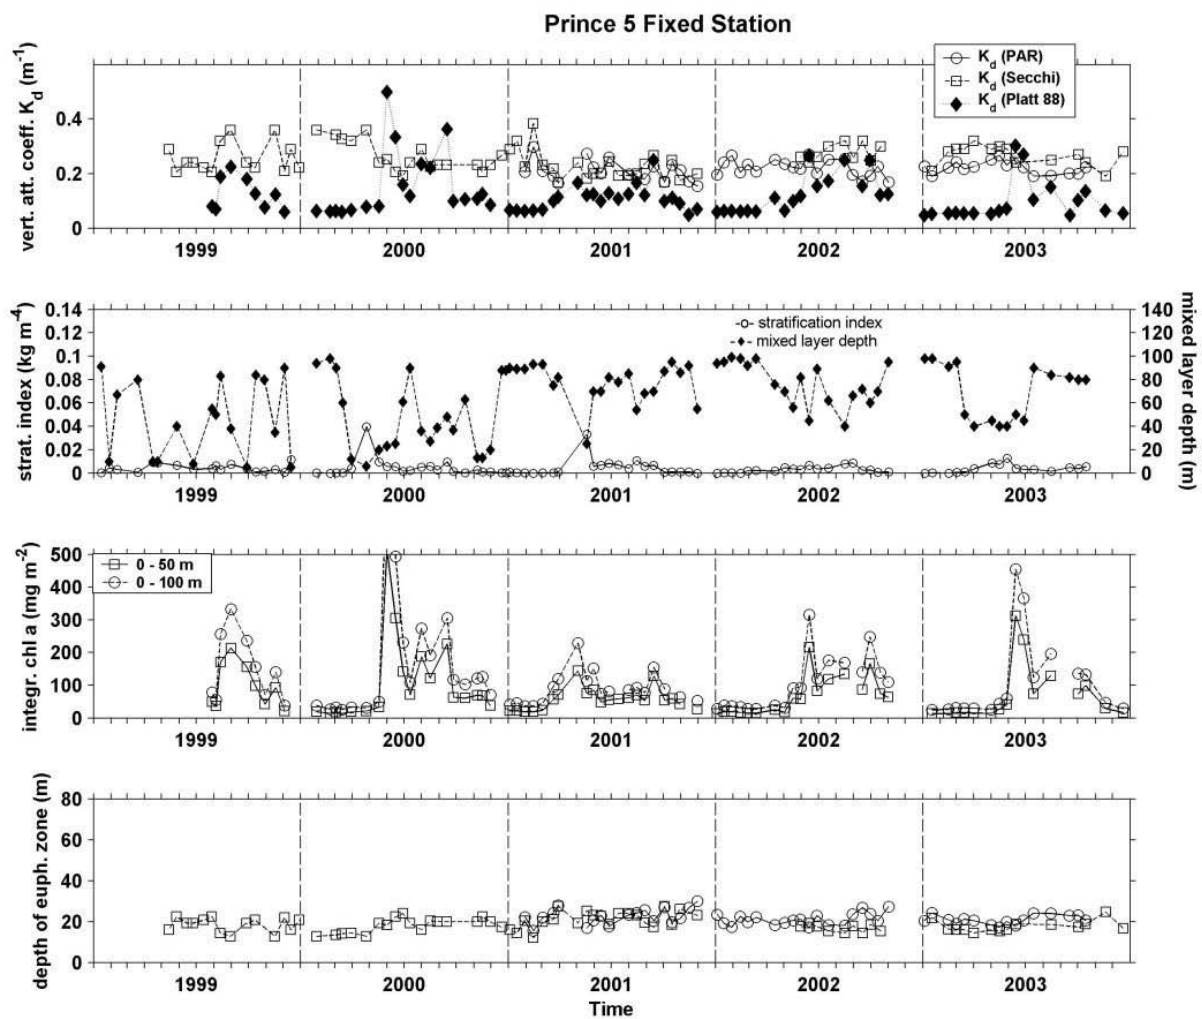 Prince 5 Fixed Station
vert. att. coeff. K_d (m^-1)
0.4
0.2
0
K_d (PAR)
K_d (Secchi)
K_d (Platt 88)
1999 2000 2001 2002 2003
strat. index (kg m^-4)
0.14
0.12
0.1
0.08
0.06
0.04
0.02
0
-o- stratification index
mixed layer depth
140
120
100
80
60
40
20
0
mixed layer depth (m)
1999 2000 2001 2002 2003
integr. chl a (mg m^-2)
500
400
300
200
100
0
0 - 50 m
0 - 100 m
1999 2000 2001 2002 2003
depth of euph. zone (m)
80
60
40
20
0
1999 2000 2001 2002 2003
Time